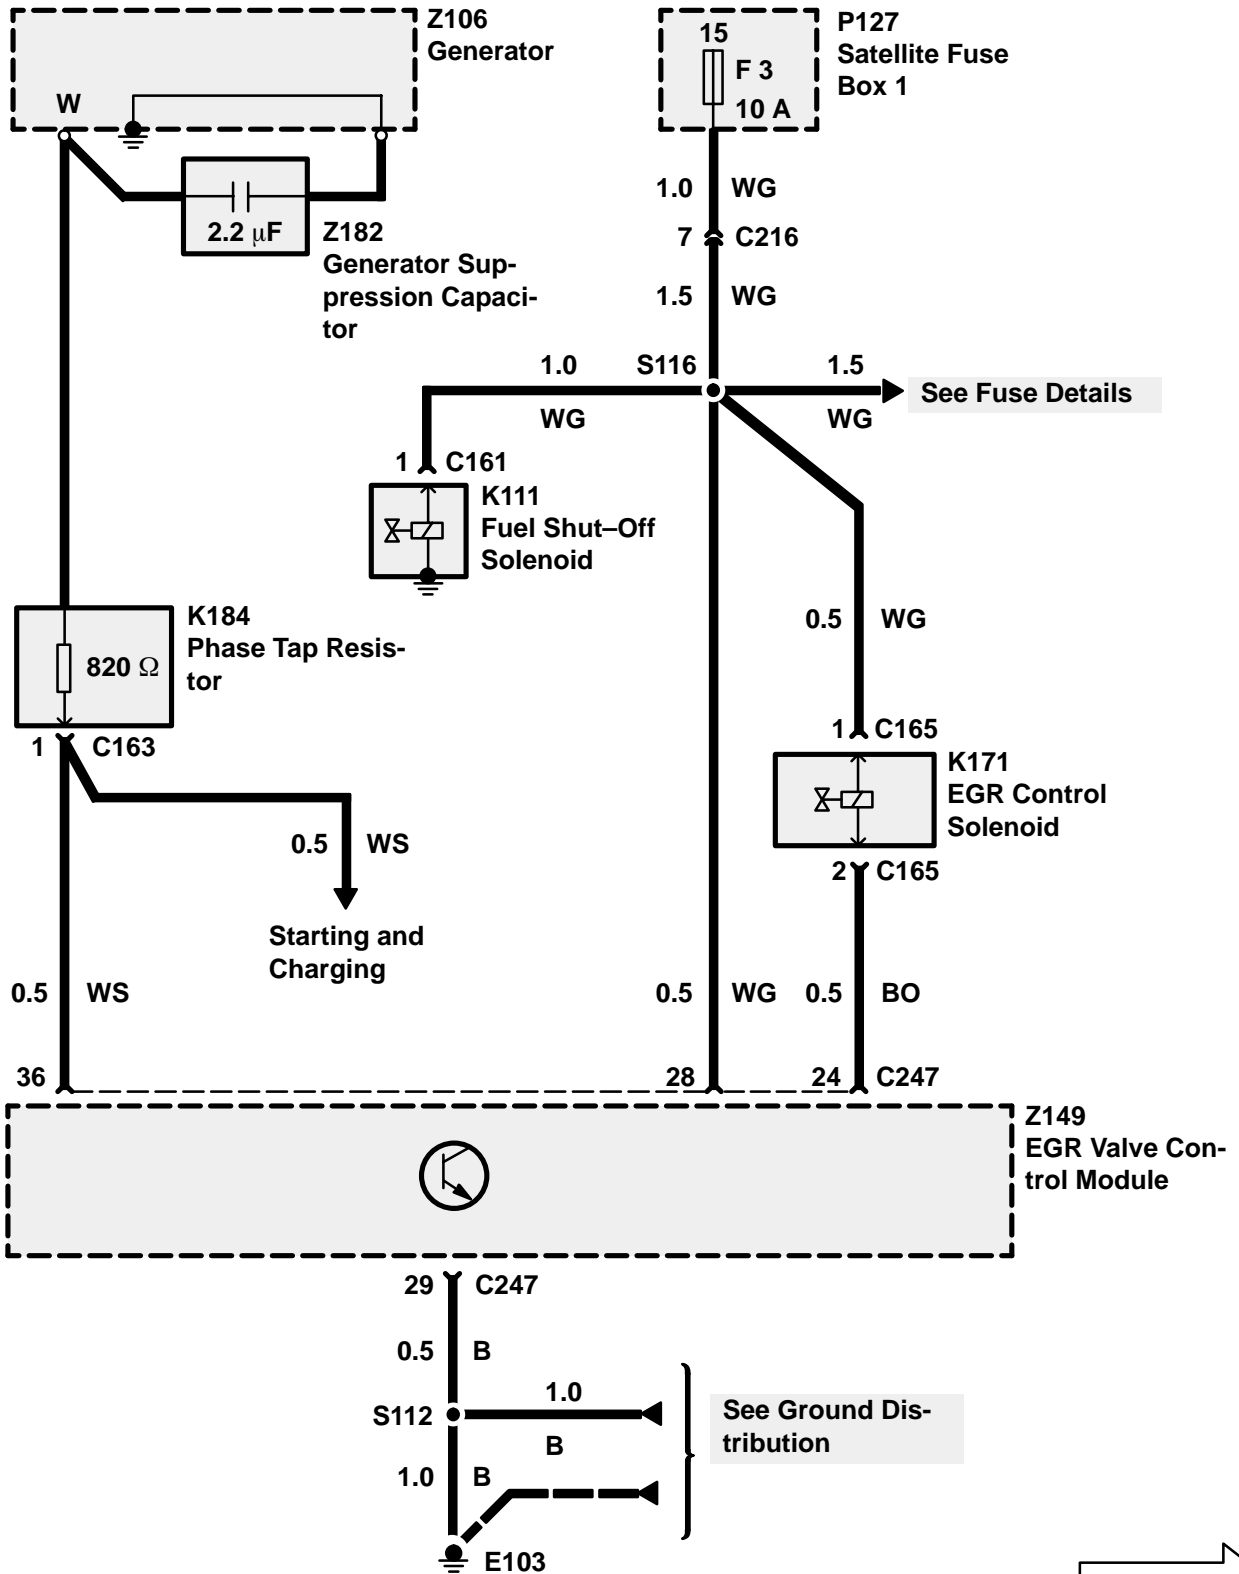 Z106
Generator
W
2.2 μF
Z182
Generator Sup-
pression Capaci-
tor
15
F 3
10 A
P127
Satellite Fuse
Box 1
1.0 WG
7 C216
1.5 WG
1.0
S116
1.5
WG
WG
See Fuse Details
1 C161
K111
Fuel Shut–Off
Solenoid
K184
Phase Tap Resis-
tor
820 Ω
1 C163
0.5 WS
Starting and
Charging
0.5 WG
1 C165
K171
EGR Control
Solenoid
2 C165
0.5 WS
0.5 WG
0.5 BO
36
28
24 C247
Z149
EGR Valve Con-
trol Module
29 C247
0.5 B
S112
1.0
B
1.0 B
See Ground Dis-
tribution
E103